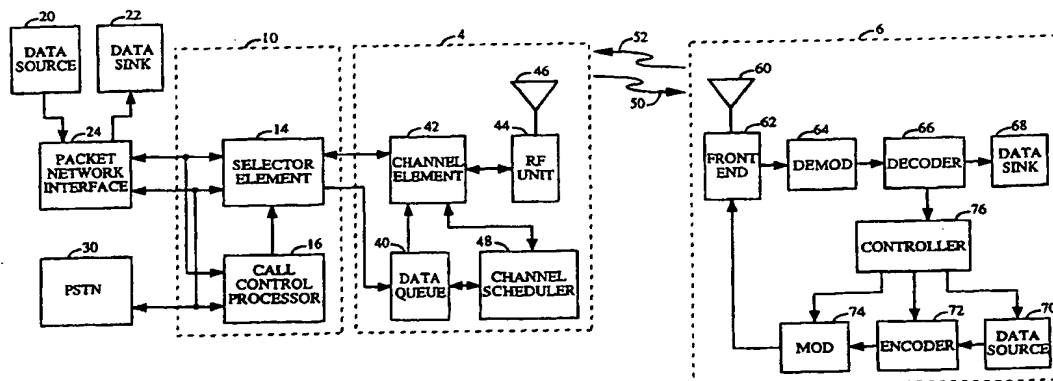 20
DATA
SOURCE
22
DATA
SINK
24
PACKET
NETWORK
INTERFACE
30
PSTN
10
14
SELECTOR
ELEMENT
16
CALL
CONTROL
PROCESSOR
4
42
CHANNEL
ELEMENT
44
RF
UNIT
46
40
DATA
QUEUE
48
CHANNEL
SCHEDULER
52
50
6
60
62
FRONT
END
64
DEMOD
66
DECODER
68
DATA
SINK
76
CONTROLLER
74
MOD
72
ENCODER
70
DATA
SOURCE